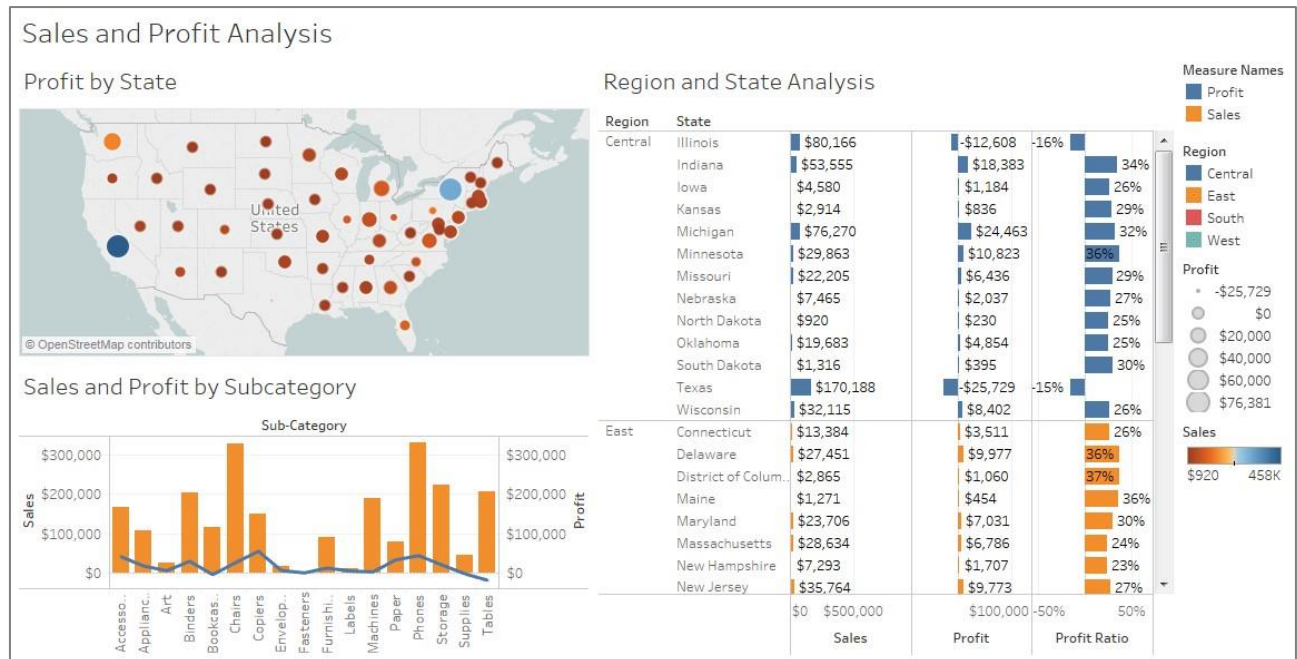 Sales and Profit Analysis
Profit by State
United
States
© OpenStreetMap contributors
Sales and Profit by Subcategory
Sub-Category
$300,000 $300,000
$200,000 $200,000
$100,000 $100,000
$0 $0
Sales
Profit
Accesso..
Applianc..
Art
Binders
Bookcas..
Chairs
Copiers
Envelop..
Fasteners
Furnishi..
Labels
Machines
Paper
Phones
Storage
Supplies
Tables
Region and State Analysis
Region State
Central Illinois $80,166 -$12,608 -16%
Indiana $53,555 $18,383 34%
Iowa $4,580 $1,184 26%
Kansas $2,914 $836 29%
Michigan $76,270 $24,463 32%
Minnesota $29,863 $10,823 36%
Missouri $22,205 $6,436 29%
Nebraska $7,465 $2,037 27%
North Dakota $920 $230 25%
Oklahoma $19,683 $4,854 25%
South Dakota $1,316 $395 30%
Texas $170,188 -$25,729 -15%
Wisconsin $32,115 $8,402 26%
East Connecticut $13,384 $3,511 26%
Delaware $27,451 $9,977 36%
District of Colum.. $2,865 $1,060 37%
Maine $1,271 $454 36%
Maryland $23,706 $7,031 30%
Massachusetts $28,634 $6,786 24%
New Hampshire $7,293 $1,707 23%
New Jersey $35,764 $9,773 27%
$0 $500,000 $100,000 -50% 50%
Sales Profit Profit Ratio
Measure Names
Profit
Sales
Region
Central
East
South
West
Profit
-$25,729
$0
$20,000
$40,000
$60,000
$76,381
Sales
$920 458K